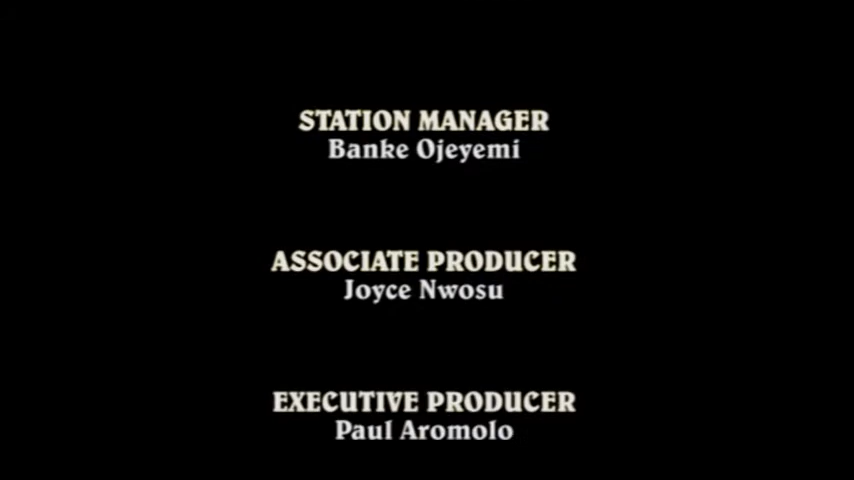 STATION MANAGER
Banke Ojeyemi
ASSOCIATE PRODUCER
Joyce Nwosu
EXECUTIVE PRODUCER
Paul Aromolo